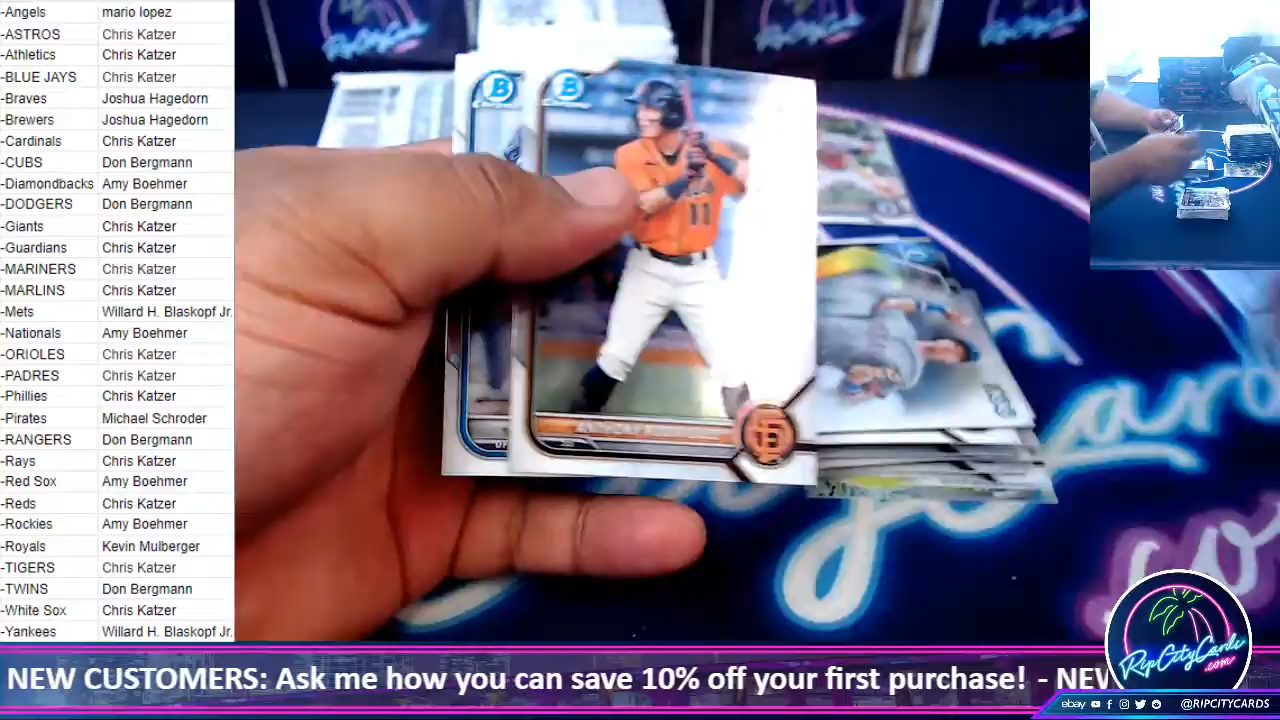 -Angels mario lopez
-ASTROS Chris Katzer
-Athletics Chris Katzer
-BLUE JAYS Chris Katzer
-Braves Joshua Hagedorn
-Brewers Joshua Hagedorn
-Cardinals Chris Katzer
-CUBS Don Bergmann
-Diamondbacks Amy Boehmer
-DODGERS Don Bergmann
-Giants Chris Katzer
-Guardians Chris Katzer
-MARINERS Chris Katzer
-MARLINS Chris Katzer
-Mets Willard H. Blaskopf Jr.
-Nationals Amy Boehmer
-ORIOLES Chris Katzer
-PADRES Chris Katzer
-Phillies Chris Katzer
-Pirates Michael Schroder
-RANGERS Don Bergmann
-Rays Chris Katzer
-Red Sox Amy Boehmer
-Reds Chris Katzer
-Rockies Amy Boehmer
-Royals Kevin Mulberger
-TIGERS Chris Katzer
-TWINS Don Bergmann
-White Sox Chris Katzer
-Yankees Willard H. Blaskopf Jr.
B
B
11
SF
RipCityCards
.com
NEW CUSTOMERS: Ask me how you can save 10% off your first purchase! - NEW
ebay @RIPCITYCARDS